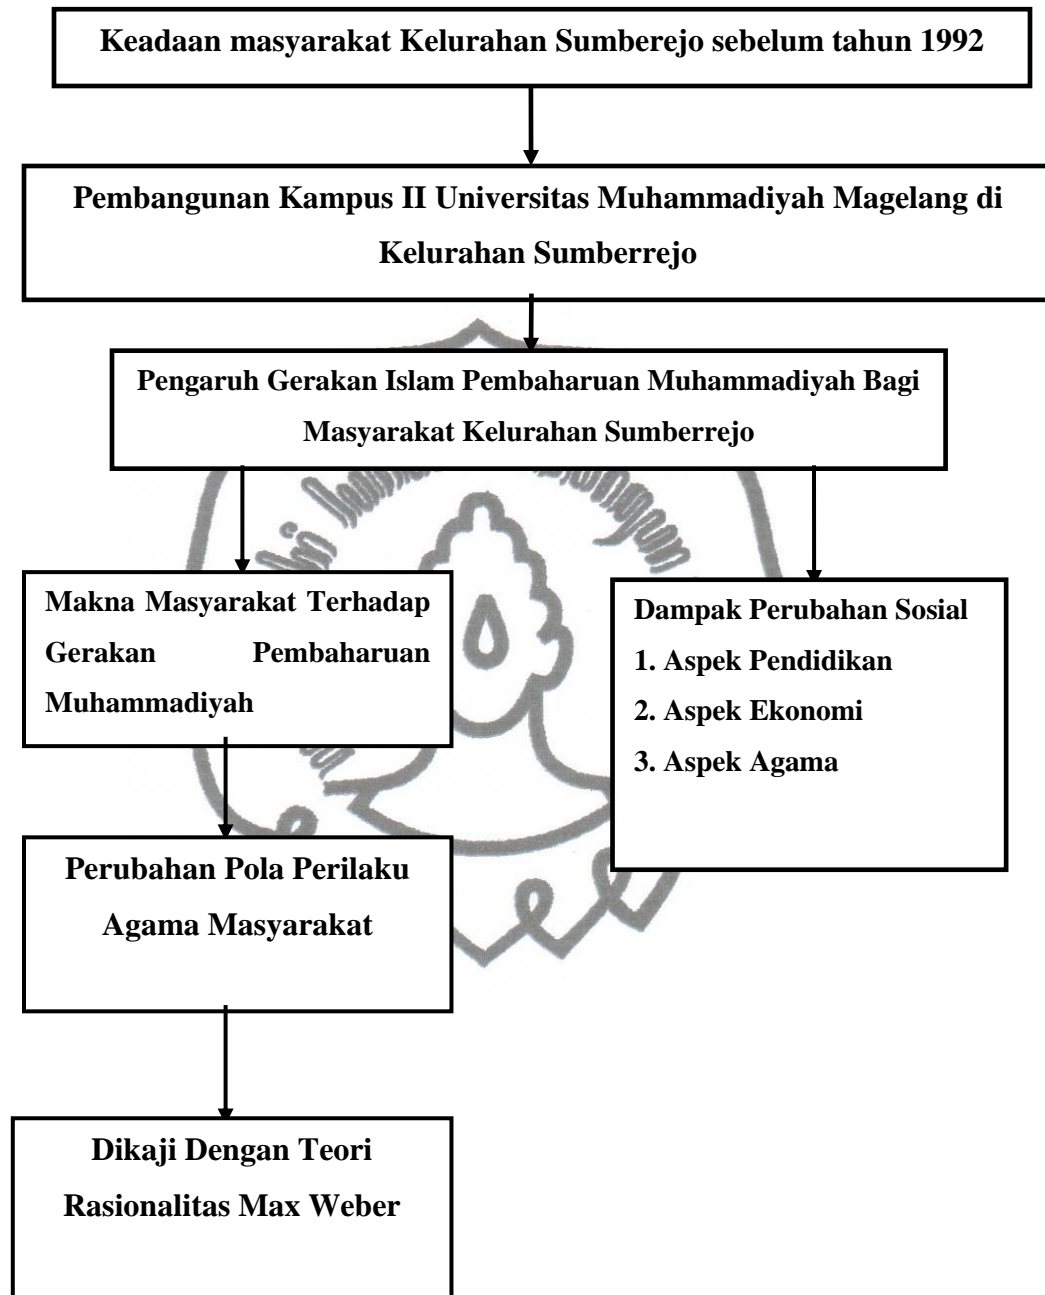 Keadaan masyarakat Kelurahan Sumberejo sebelum tahun 1992
Pembangunan Kampus II Universitas Muhammadiyah Magelang di
Kelurahan Sumberrejo
Pengaruh Gerakan Islam Pembaharuan Muhammadiyah Bagi
Masyarakat Kelurahan Sumberrejo
Makna Masyarakat Terhadap
Gerakan Pembaharuan
Muhammadiyah
Dampak Perubahan Sosial
1. Aspek Pendidikan
2. Aspek Ekonomi
3. Aspek Agama
Perubahan Pola Perilaku
Agama Masyarakat
Dikaji Dengan Teori
Rasionalitas Max Weber